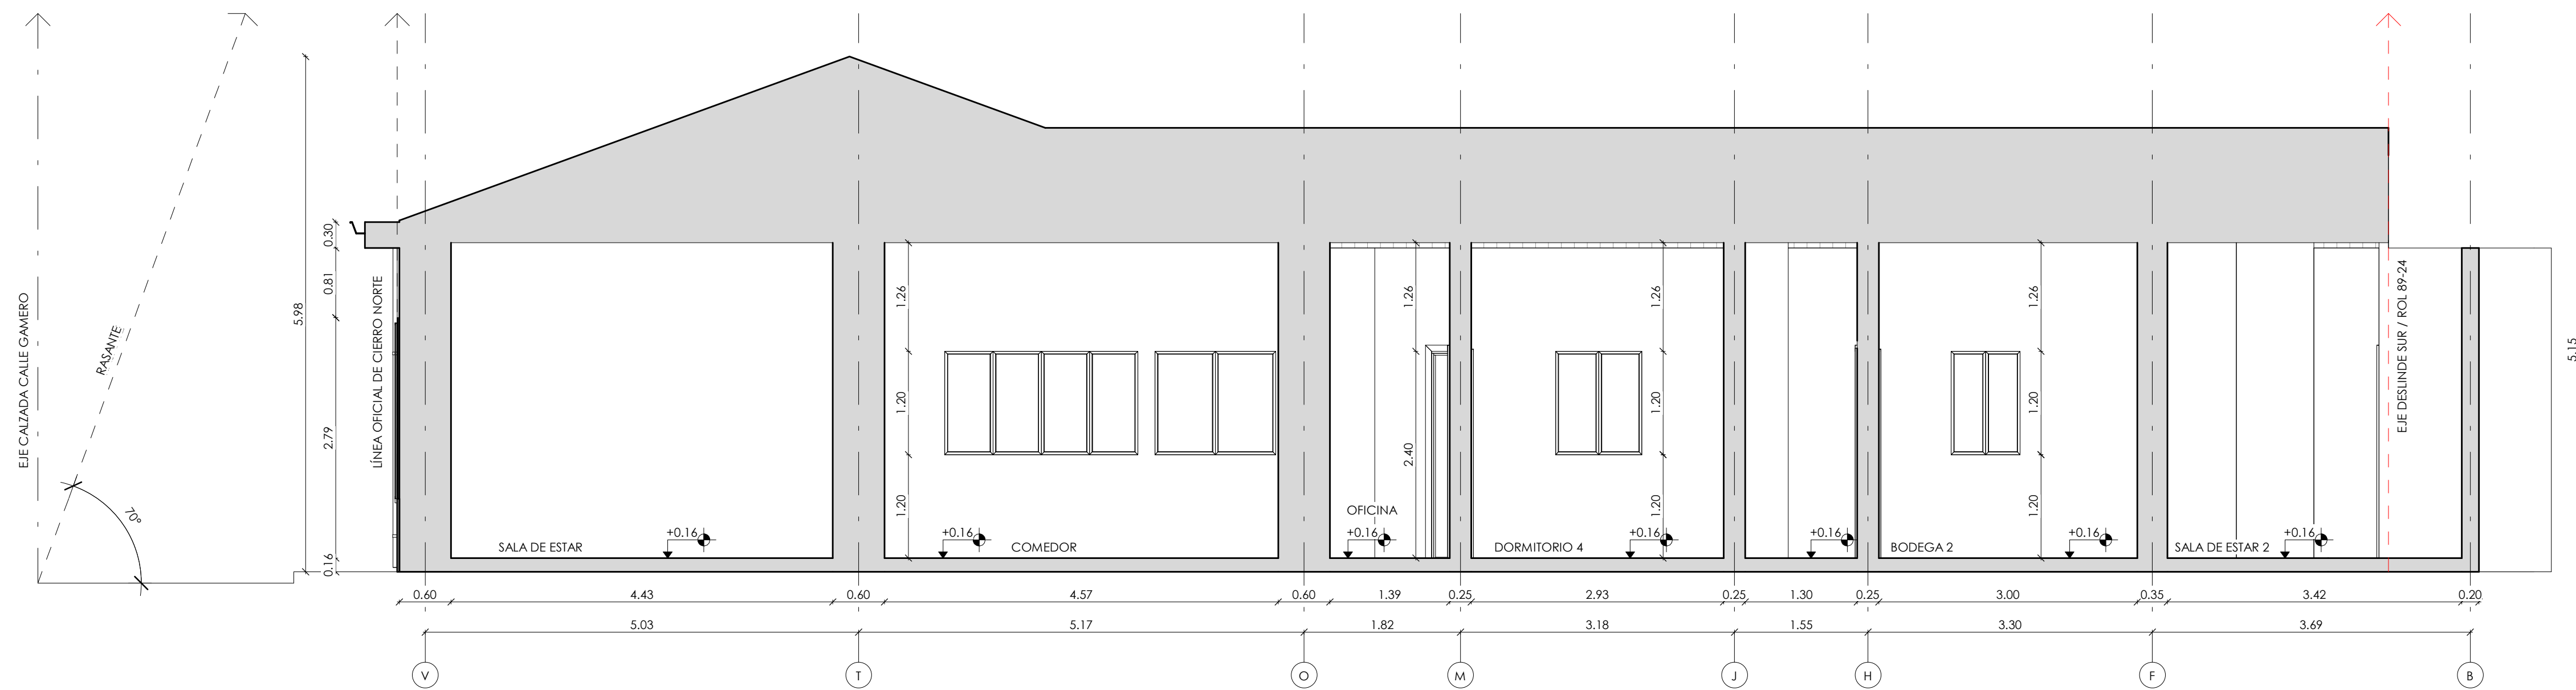 EJE CALZADA CALLE GAMERO
RASANTE
70°
5.98
0.30
0.81
2.79
0.16
LÍNEA OFICIAL DE CIERRO NORTE
SALA DE ESTAR
+0.16
1.26
1.20
1.20
+0.16
COMEDOR
1.26
2.40
OFICINA
+0.16
1.26
1.20
1.20
DORMITORIO 4
+0.16
+0.16
1.26
1.20
1.20
BODEGA 2
+0.16
SALA DE ESTAR 2
+0.16
EJE DESLINDE SUR / ROL 89-24
5.15
0.60 4.43 0.60 4.57 0.60 1.39 0.25 2.93 0.25 1.30 0.25 3.00 0.35 3.42 0.20
5.03 5.17 1.82 3.18 1.55 3.30 3.69
V T O M J H F B